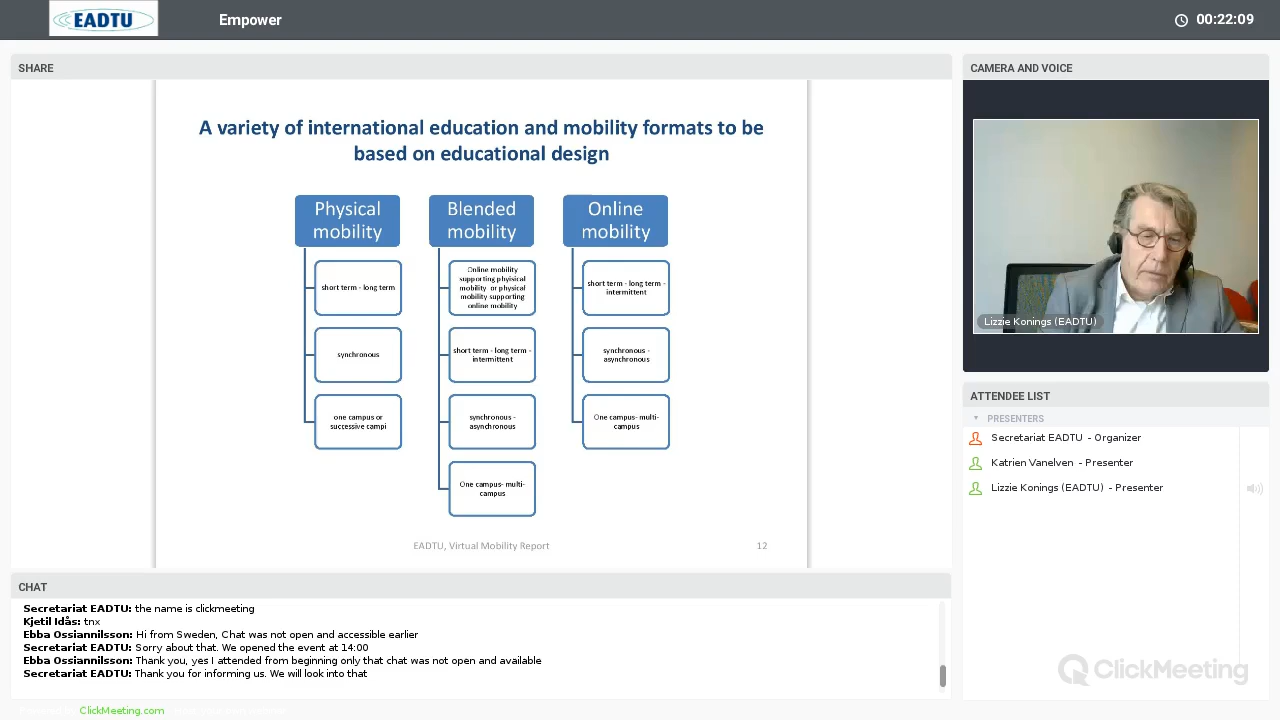 EADTU
Empower
00:22:09
SHARE
A variety of international education and mobility formats to be
based on educational design
Physical
mobility
short term - long term
synchronous
one campus or
successive campi
Blended
mobility
Online mobility
supporting phyisical
mobility or physical
mobility supporting
online mobility
short term - long term -
intermittent
synchronous -
asynchronous
One campus- multi-
campus
Online
mobility
short term - long term -
intermittent
synchronous -
asynchronous
One campus- multi-
campus
EADTU, Virtual Mobility Report
12
CAMERA AND VOICE
Lizzie Konings (EADTU)
ATTENDEE LIST
PRESENTERS
Secretariat EADTU - Organizer
Katrien Vanelven - Presenter
Lizzie Konings (EADTU) - Presenter
CHAT
Secretariat EADTU: the name is clickmeeting
Kjetil Idås: tnx
Ebba Ossiannilsson: Hi from Sweden, Chat was not open and accessible earlier
Secretariat EADTU: Sorry about that. We opened the event at 14:00
Ebba Ossiannilsson: Thank you, yes I attended from beginning only that chat was not open and available
Secretariat EADTU: Thank you for informing us. We will look into that
ClickMeeting
ClickMeeting.com